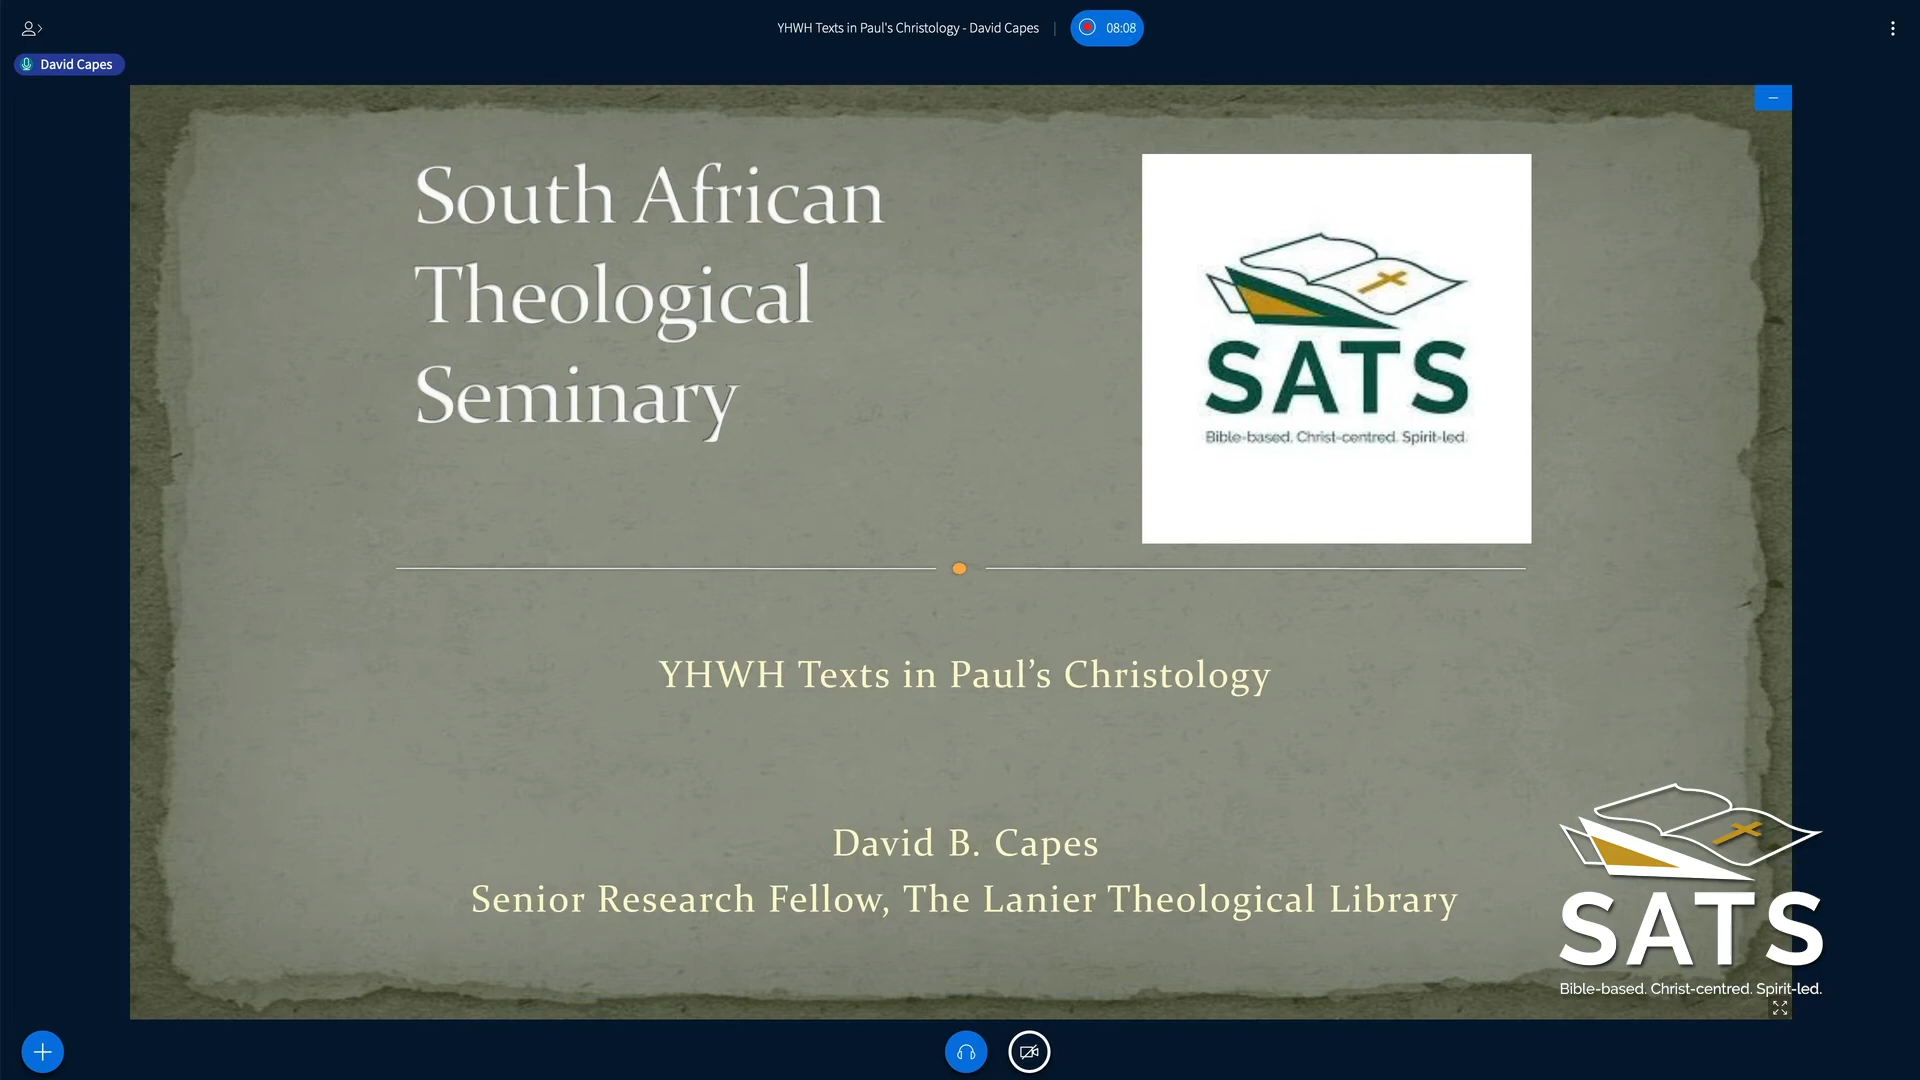 YHWH Texts in Paul's Christology - David Capes
08:08
David Capes
South African
Theological
Seminary
SATS
Bible-based. Christ-centred. Spirit-led.
YHWH Texts in Paul’s Christology
David B. Capes
Senior Research Fellow, The Lanier Theological Library
SATS
Bible-based. Christ-centred. Spirit-led.